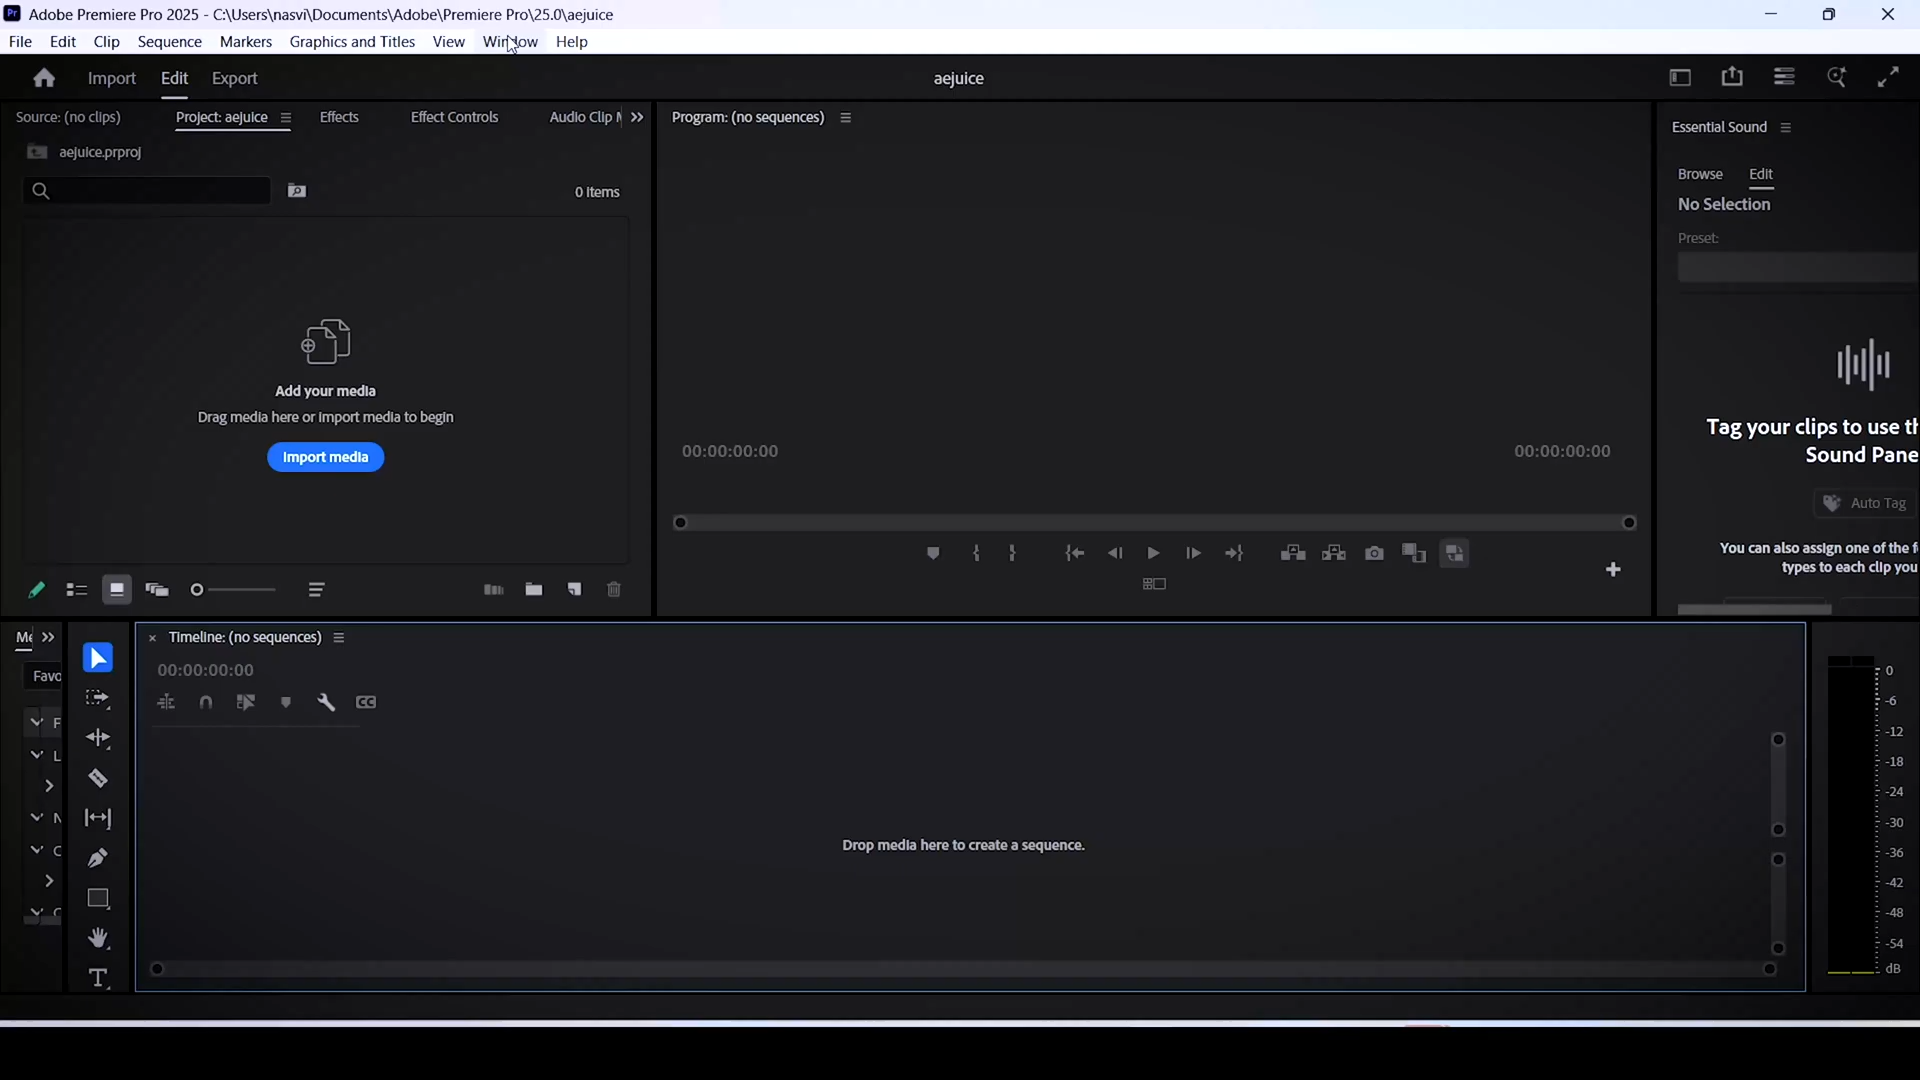 Adobe Premiere Pro 2025 - C:\Users\nasvi\Documents\Adobe\Premiere Pro\25.0\aejuice
File Edit Clip Sequence Markers Graphics and Titles View Window Help
Import Edit Export
aejuice
Source: (no clips) Project: aejuice Effects Effect Controls Audio Clip M
Program: (no sequences)
Essential Sound
aejuice.prproj
0 Items
Browse Edit
No Selection
Preset:
Add your media
Drag media here or import media to begin
Import media
00:00:00:00
00:00:00:00
Tag your clips to use th
Sound Pane
Auto Tag
You can also assign one of the f
types to each clip you
Me
Timeline: (no sequences)
Favo
00:00:00:00
CC
F
L
N
C
C
T
Drop media here to create a sequence.
0
-6
-12
-18
-24
-30
-36
-42
-48
-54
dB